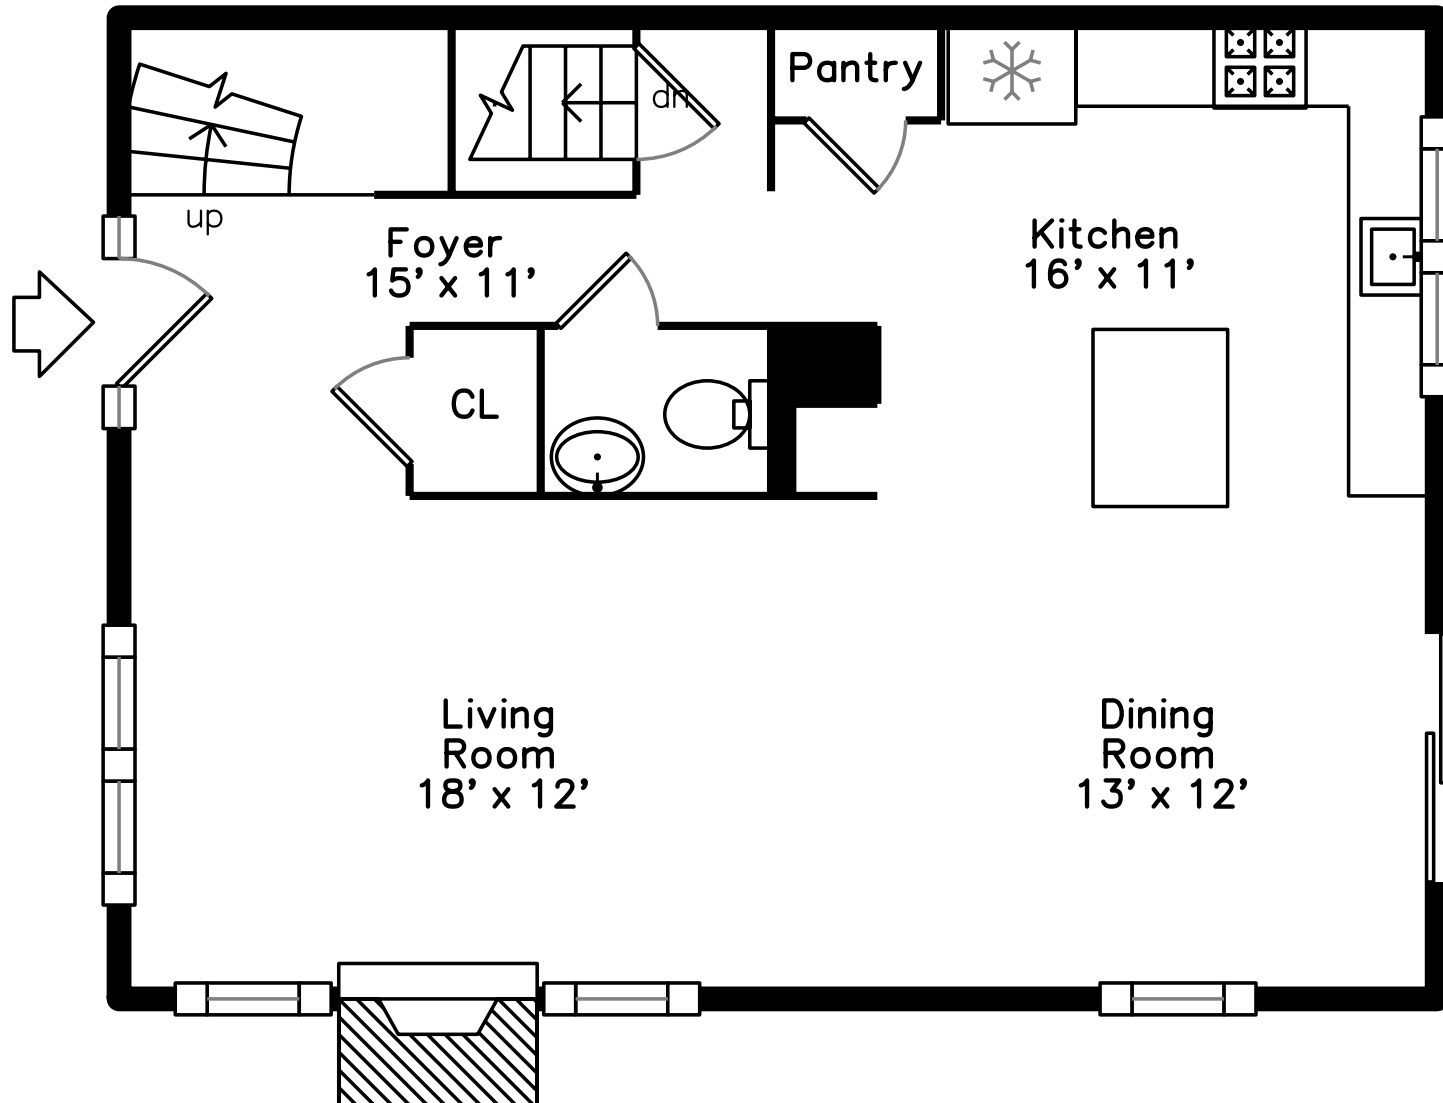 Pantry
dn
up
Foyer
15' x 11'
Kitchen
16' x 11'
CL
Living
Room
18' x 12'
Dining
Room
13' x 12'